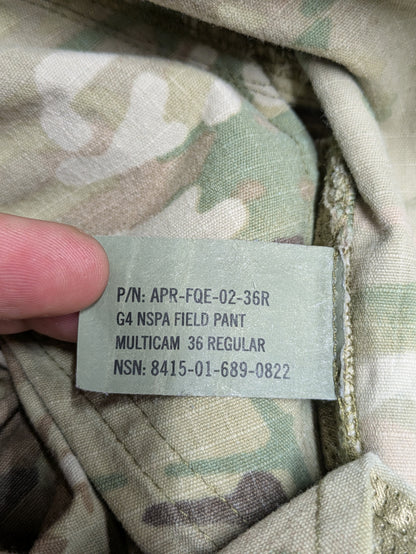 P/N: APR-FQE-02-36R
G4 NSPA FIELD PANT
MULTICAM 36 REGULAR
NSN: 8415-01-689-0822